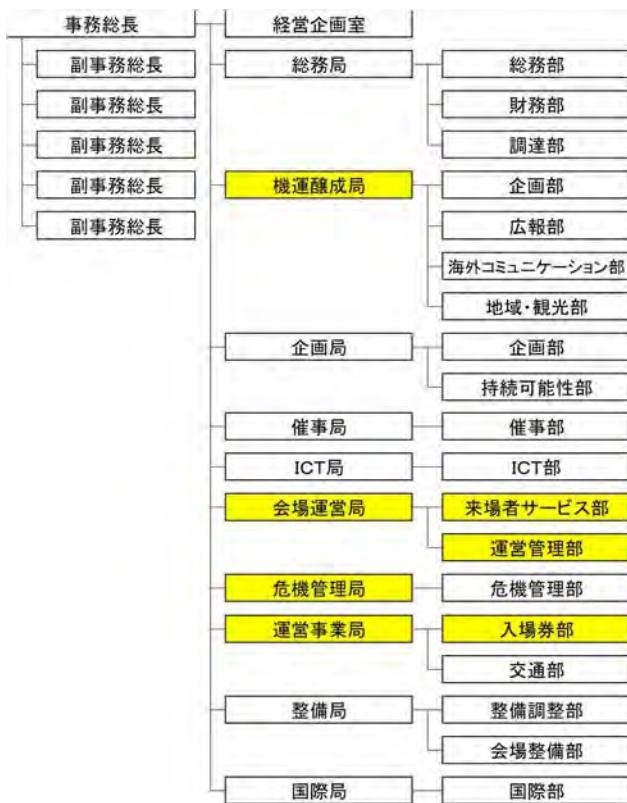 事務総長
経営企画室
副事務総長
総務局
総務部
副事務総長
財務部
副事務総長
調達部
副事務総長
機運醸成局
企画部
副事務総長
広報部
海外コミュニケーション部
地域・観光部
企画局
企画部
持続可能性部
催事局
催事部
ICT局
ICT部
会場運営局
来場者サービス部
運営管理部
危機管理局
危機管理部
運営事業局
入場券部
交通部
整備局
整備調整部
会場整備部
国際局
国際部